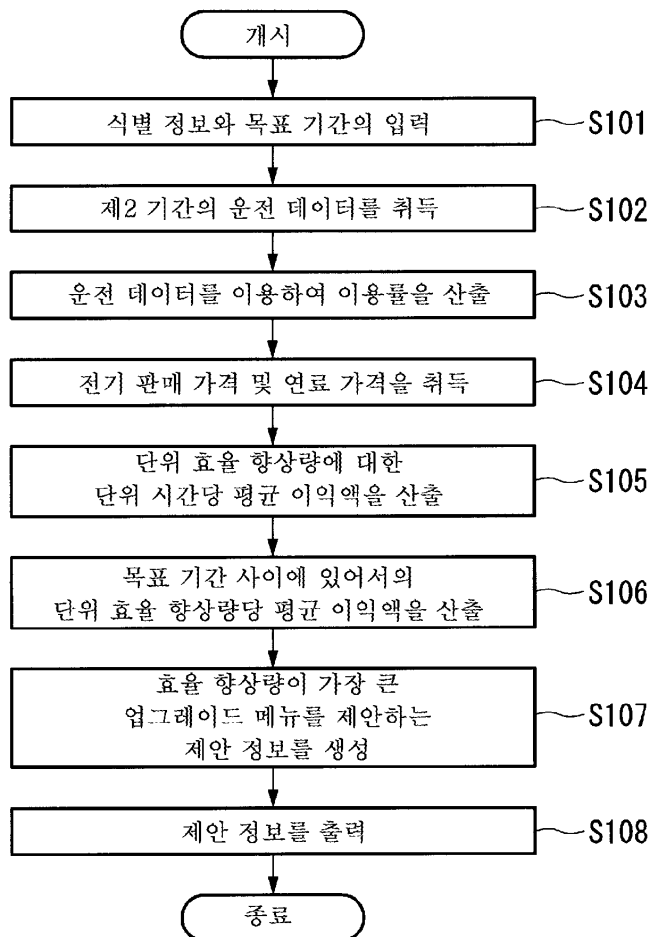 개시
식별 정보와 목표 기간의 입력
S101
제2 기간의 운전 데이터를 취득
S102
운전 데이터를 이용하여 이용률을 산출
S103
전기 판매 가격 및 연료 가격을 취득
S104
단위 효율 향상량에 대한
단위 시간당 평균 이익액을 산출
S105
목표 기간 사이에 있어서의
단위 효율 향상량당 평균 이익액을 산출
S106
효율 향상량이 가장 큰
업그레이드 메뉴를 제안하는
제안 정보를 생성
S107
제안 정보를 출력
S108
종료